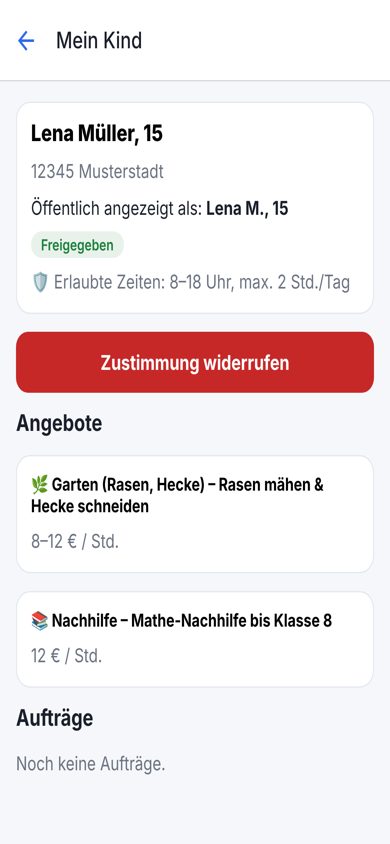 Mein Kind
Lena Müller, 15
12345 Musterstadt
Öffentlich angezeigt als: Lena M., 15
Freigegeben
🛡️ Erlaubte Zeiten: 8–18 Uhr, max. 2 Std./Tag
Zustimmung widerrufen
Angebote
🌿 Garten (Rasen, Hecke) – Rasen mähen &
Hecke schneiden
8–12 € / Std.
📚 Nachhilfe – Mathe-Nachhilfe bis Klasse 8
12 € / Std.
Aufträge
Noch keine Aufträge.